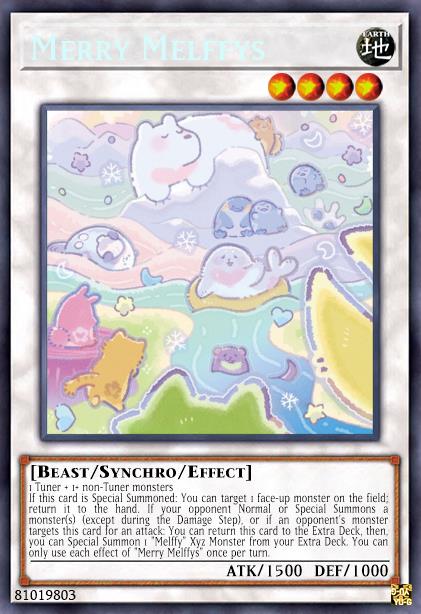 MERRY MELFFYS
EARTH
地
[BEAST/SYNCHRO/EFFECT]
1 Tuner + 1+ non-Tuner monsters
If this card is Special Summoned: You can target 1 face-up monster on the field;
return it to the hand. If your opponent Normal or Special Summons a
monster(s) (except during the Damage Step), or if an opponent's monster
targets this card for an attack: You can return this card to the Extra Deck, then,
you can Special Summon 1 "Melffy" Xyz Monster from your Extra Deck. You can
only use each effect of "Merry Melffys" once per turn.
ATK/1500 DEF/1000
81019803